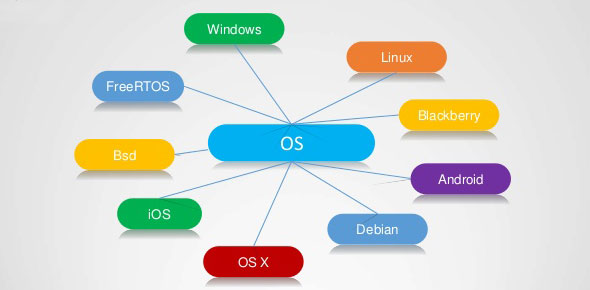 Windows
Linux
FreeRTOS
Blackberry
OS
Bsd
Android
iOS
Debian
OS X